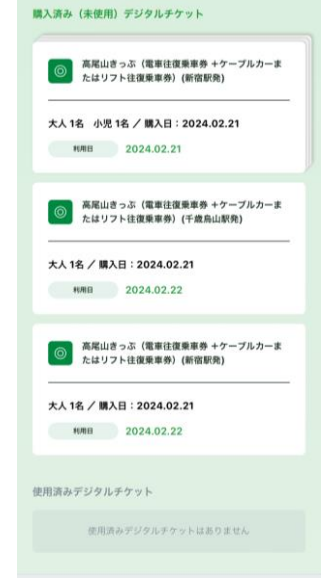 購入済み（未使用）デジタルチケット
高尾山きっぷ（電車往復乗車券 +ケーブルカーま
たはリフト往復乗車券）(新宿駅発)
大人 1名　小児 1名 ／ 購入日：2024.02.21
利用日　2024.02.21
高尾山きっぷ（電車往復乗車券 +ケーブルカーま
たはリフト往復乗車券）(千歳烏山駅発)
大人 1名 ／ 購入日：2024.02.21
利用日　2024.02.22
高尾山きっぷ（電車往復乗車券 +ケーブルカーま
たはリフト往復乗車券）(新宿駅発)
大人 1名 ／ 購入日：2024.02.21
利用日　2024.02.22
使用済みデジタルチケット
使用済みデジタルチケットはありません